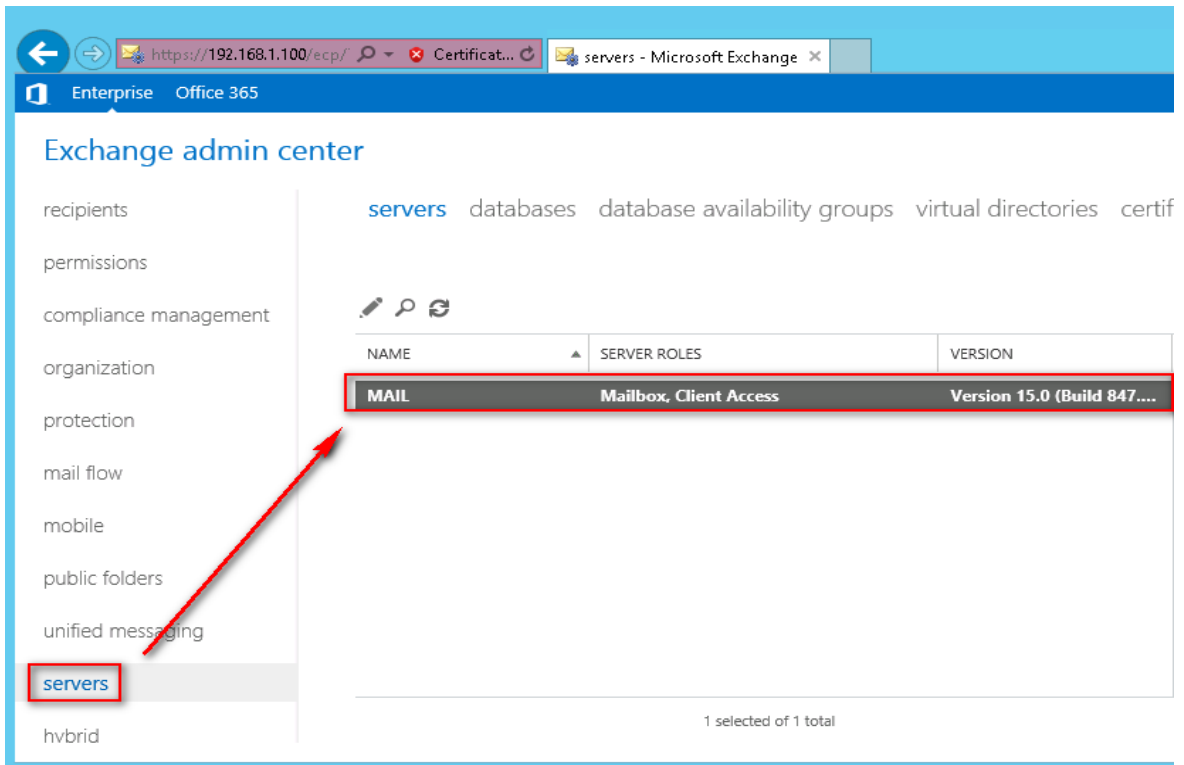 https://192.168.1.100/ecp/ Certificat... servers - Microsoft Exchange
Enterprise Office 365
Exchange admin center
recipients
permissions
compliance management
organization
protection
mail flow
mobile
public folders
unified messaging
servers
hybrid
servers databases database availability groups virtual directories certif
NAME SERVER ROLES VERSION
MAIL Mailbox, Client Access Version 15.0 (Build 847....
1 selected of 1 total